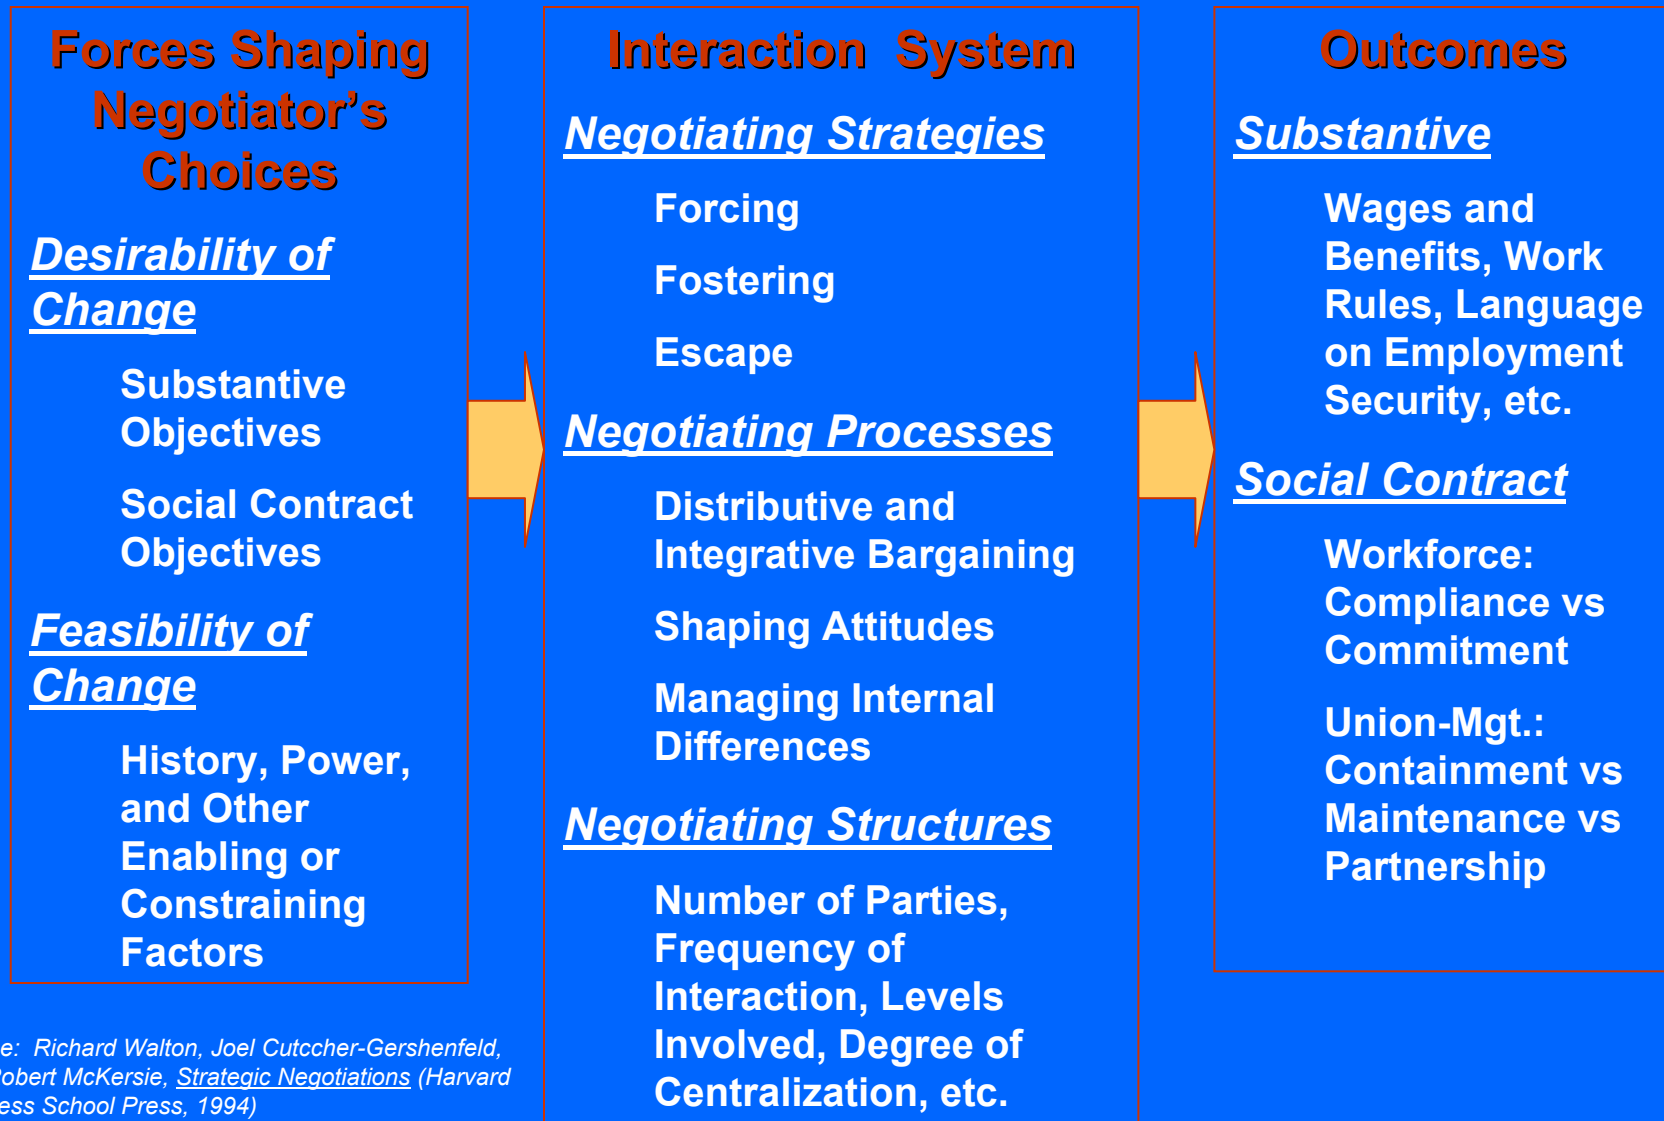 Forces Shaping
Negotiator’s
Choices
Desirability of
Change
Substantive
Objectives
Social Contract
Objectives
Feasibility of
Change
History, Power,
and Other
Enabling or
Constraining
Factors
Interaction System
Negotiating Strategies
Forcing
Fostering
Escape
Negotiating Processes
Distributive and
Integrative Bargaining
Shaping Attitudes
Managing Internal
Differences
Negotiating Structures
Number of Parties,
Frequency of
Interaction, Levels
Involved, Degree of
Centralization, etc.
Outcomes
Substantive
Wages and
Benefits, Work
Rules, Language
on Employment
Security, etc.
Social Contract
Workforce:
Compliance vs
Commitment
Union-Mgt.:
Containment vs
Maintenance vs
Partnership
e: Richard Walton, Joel Cutccher-Gershenfeld,
obert McKersie, Strategic Negotiations (Harvard
ess School Press, 1994)